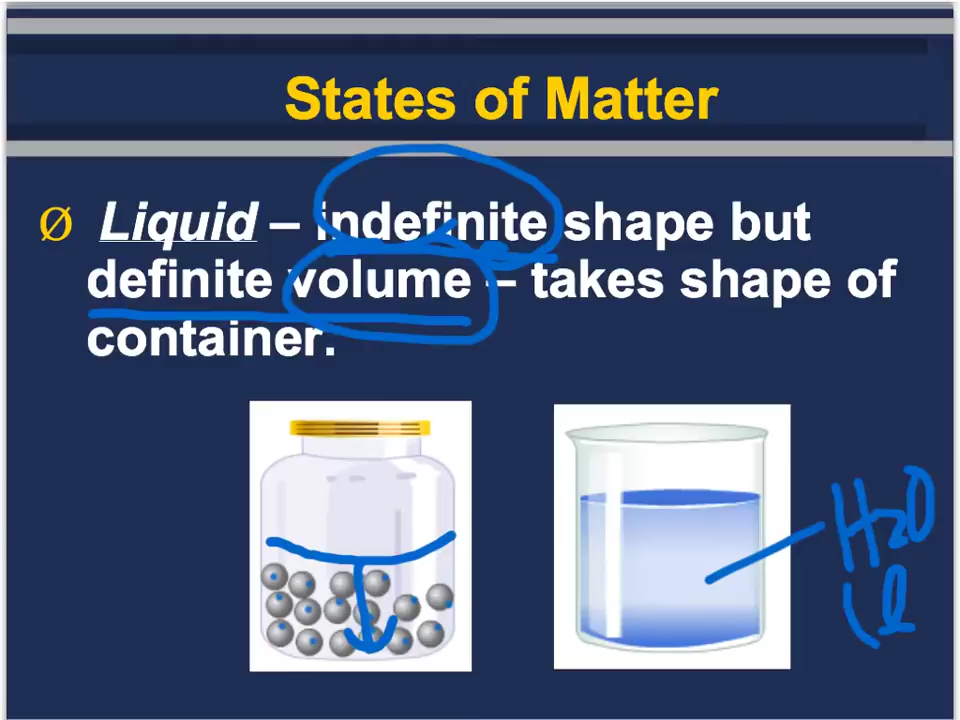 States of Matter
Ø Liquid – indefinite shape but
definite volume – takes shape of
container.
H2O
(l